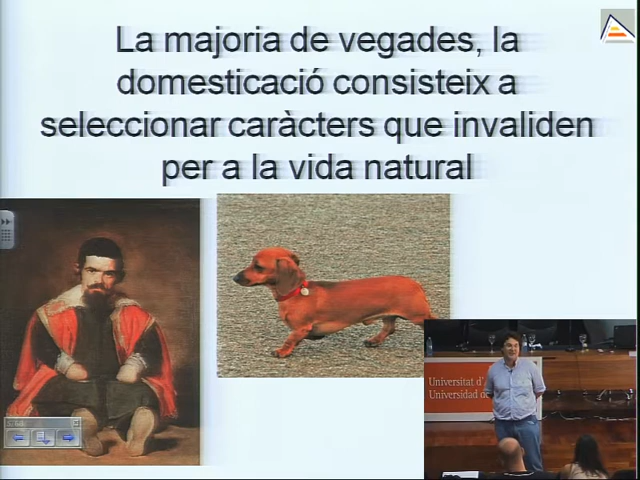 La majoria de vegades, la
domesticació consisteix a
seleccionar caràcters que invaliden
per a la vida natural
Universitat d'
Universidad de